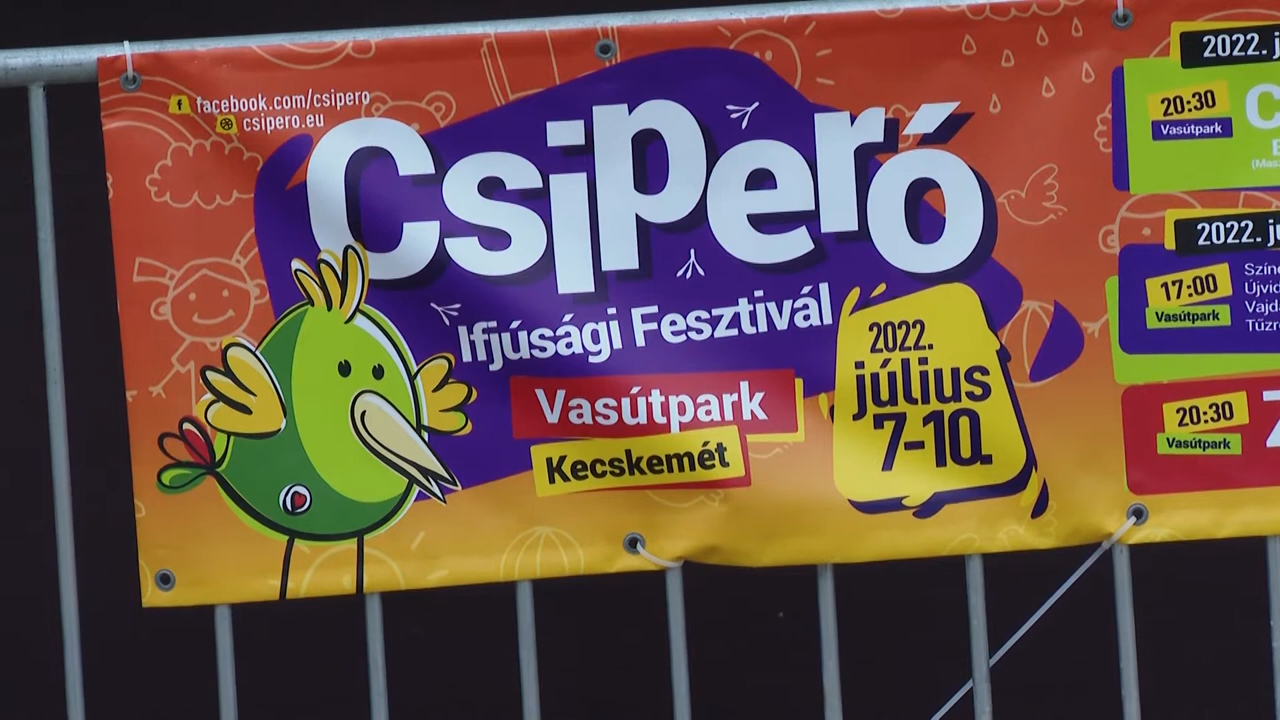 facebook.com/csipero
csipero.eu
Csiperó
Ifjúsági Fesztivál
Vasútpark
Kecskemét
2022.
július
7-10.
2022.
20:30
Vasútpark
2022.
17:00
Vasútpark
20:30
Vasútpark